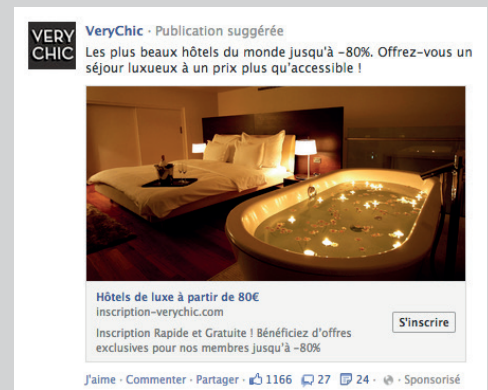 VERY
CHIC
VeryChic · Publication suggérée
Les plus beaux hôtels du monde jusqu'à -80%. Offrez-vous un
séjour luxueux à un prix plus qu'accessible !
Hôtels de luxe à partir de 80€
inscription-verychic.com
Inscription Rapide et Gratuite ! Bénéficiez d'offres
exclusives pour nos membres jusqu'à -80%
S'inscrire
J'aime · Commenter · Partager · 1166 27 24 · · Sponsorisé